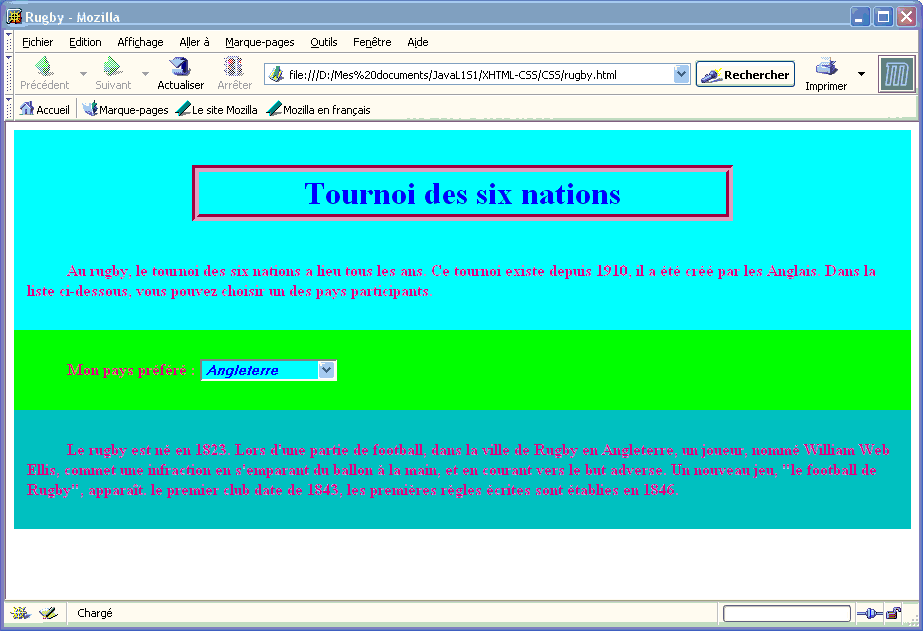 Rugby - Mozilla
Fichier Edition Affichage Aller à Marque-pages Outils Fenêtre Aide
Précédent Suivant Actualiser Arrêter file:///D:/Mes%20documents/JavaL1S1/XHTML-CSS/CSS/rugby.html Rechercher Imprimer
Accueil Marque-pages Le site Mozilla Mozilla en français
Tournoi des six nations
Au rugby, le tournoi des six nations a lieu tous les ans. Ce tournoi existe depuis 1910, il a été créé par les Anglais. Dans la
liste ci-dessous, vous pouvez choisir un des pays participants.
Mon pays préféré : Angleterre
Le rugby est né en 1823. Lors d'une partie de football, dans la ville de Rugby en Angleterre, un joueur, nommé William Web
Ellis, commet une infraction en s'emparant du ballon à la main, et en courant vers le but adverse. Un nouveau jeu, "le football de
Rugby", apparaît. le premier club date de 1843, les premières règles écrites sont établies en 1846.
Chargé